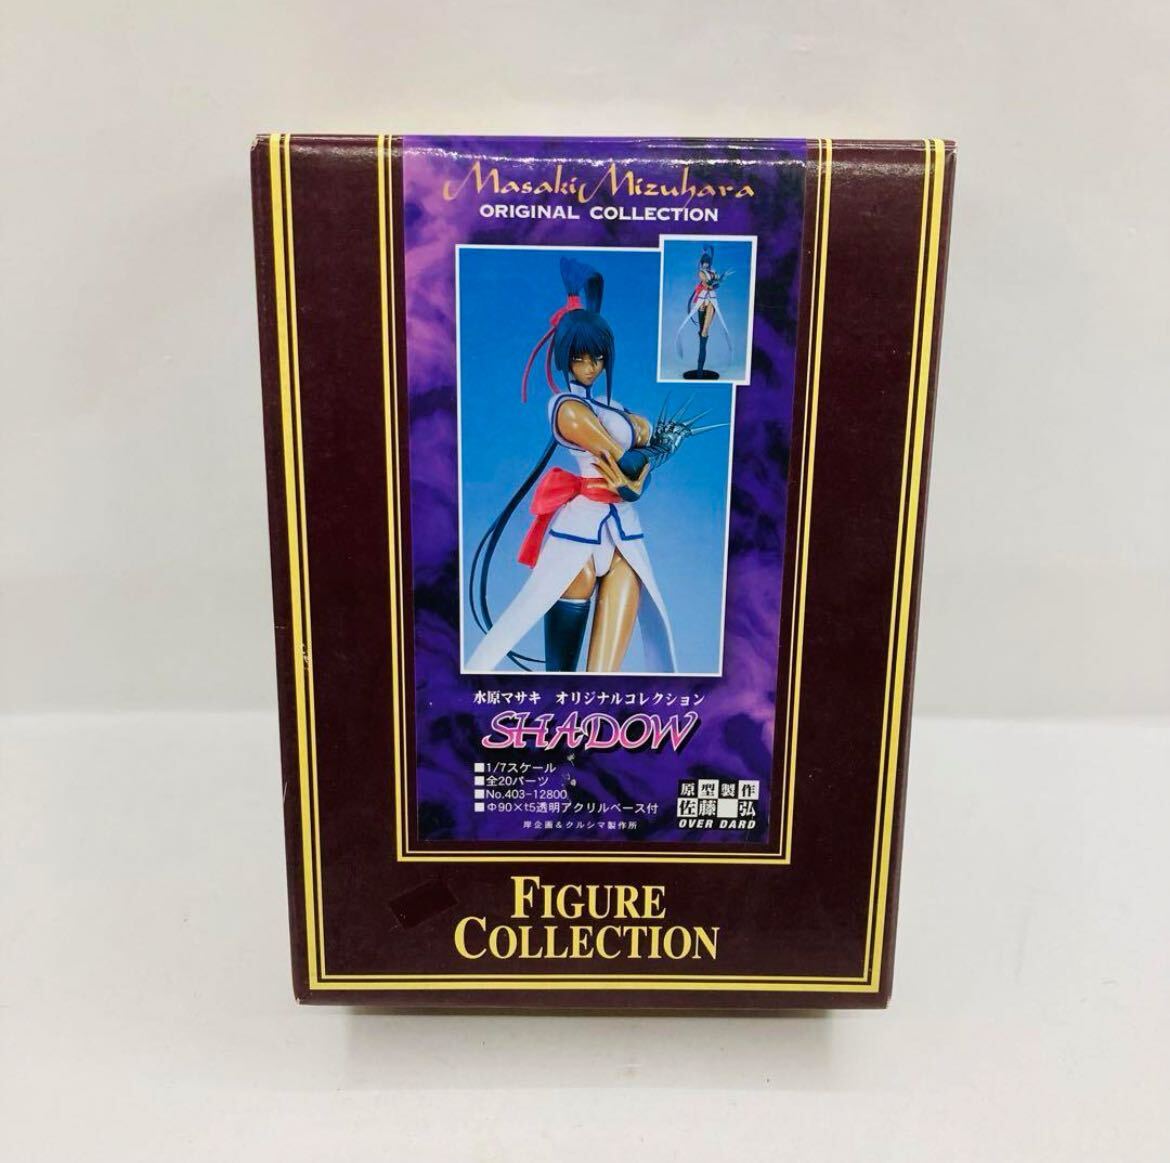 Masaki Mizuhara
ORIGINAL COLLECTION
水原マサキ オリジナルコレクション
SHADOW
■1/7スケール
■全20パーツ
■No.403-12800
■Φ90×t5透明アクリルベース付
岸企画&クルシマ製作所
原型製作
佐藤 弘
OVER DARD
FIGURE
COLLECTION